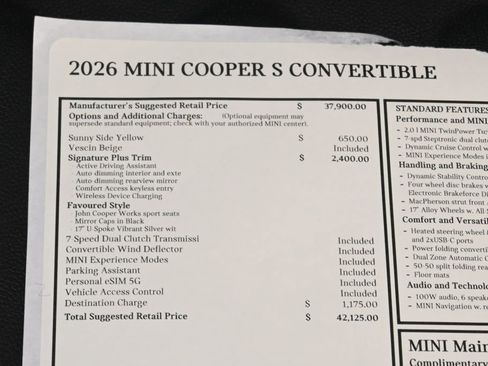 2026 MINI COOPER S CONVERTIBLE
Manufacturer's Suggested Retail Price $ 37,900.00
Options and Additional Charges: (Optional equipment may
supersede standard equipment; check with your authorized MINI center).
Sunny Side Yellow $ 650.00
Vescin Beige Included
Signature Plus Trim $ 2,400.00
- Active Driving Assistant
- Auto dimming interior and exte
- Auto dimming rearview mirror
- Comfort Access keyless entry
- Wireless Device Charging
Favoured Style
- John Cooper Works sport seats
- Mirror Caps in Black
- 17" U Spoke Vibrant Silver wit
7 Speed Dual Clutch Transmissi Included
Convertible Wind Deflector Included
MINI Experience Modes Included
Parking Assistant Included
Personal eSIM 5G Included
Vehicle Access Control Included
Destination Charge $ 1,175.00
Total Suggested Retail Price $ 42,125.00
STANDARD FEATURES
Performance and MINI
- 2.0 l MINI TwinPower Tu
- 7-spd Steptronic dual clut
- Dynamic Cruise Control w
- MINI Experience Modes i
Handling and Braking
- Dynamic Stability Contro
- Four wheel disc brakes v
Electronic Brakeforce Di
- MacPherson strut front
- 17" Alloy Wheels w. All
Comfort and Versatil
- Heated steering wheel
and 2xUSB-C ports
- Power folding convertib
- Dual Zone Automatic C
- 50-50 split folding rea
- Floor mats
Audio and Technolo
- 100W audio, 6 speake
- MINI Navigation w. r
MINI Main
Complimentary